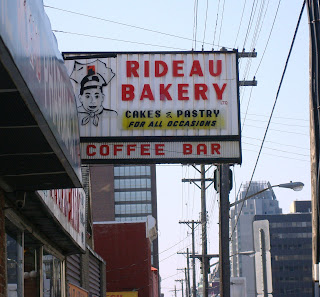 RIDEAU
BAKERY
CAKES & PASTRY
FOR ALL OCCASIONS
COFFEE BAR